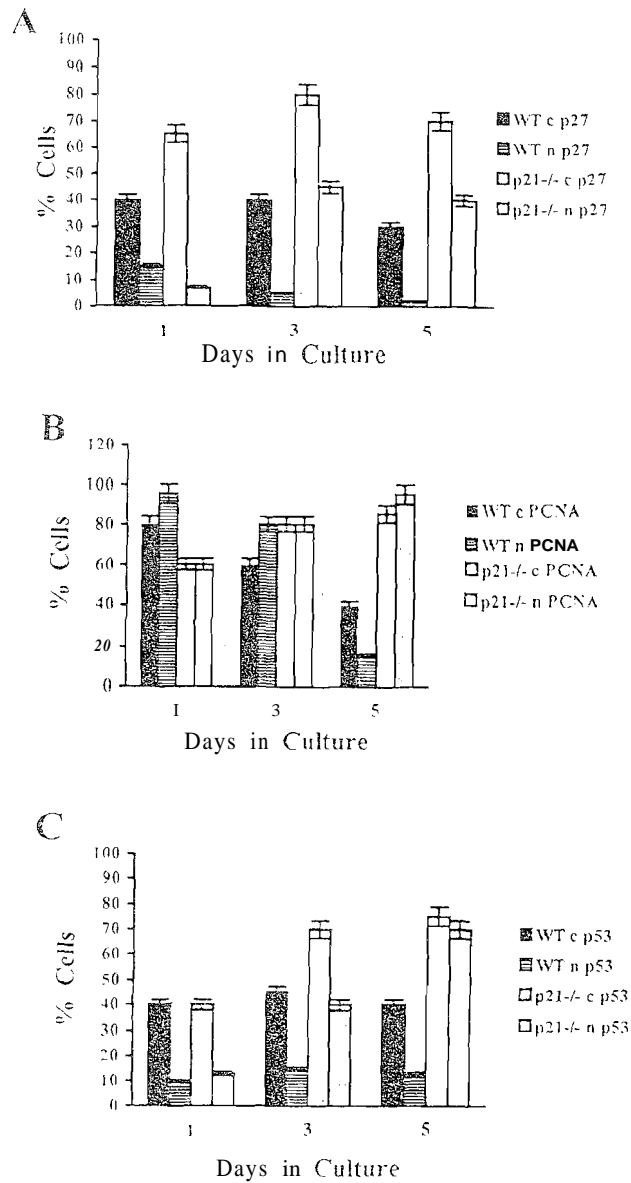 A
100
90
80
70
60
50
40
30
20
10
0
% Cells
1 3 5
Days in Culture
WT c p27
WT n p27
p21-/- c p27
p21-/- n p27
B
120
100
80
60
40
20
0
% Cells
1 3 5
Days in Culture
WT c PCNA
WT n PCNA
p21-/- c PCNA
p21-/- n PCNA
C
100
90
80
70
60
50
40
30
20
10
0
% Cells
1 3 5
Days in Culture
WT c p53
WT n p53
p21-/- c p53
p21-/- n p53